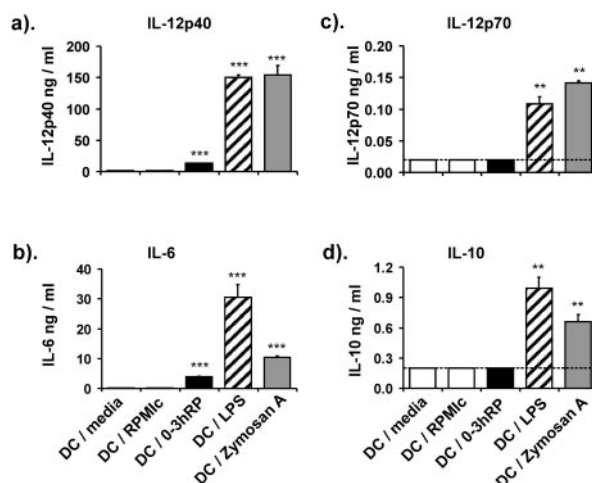 a).
IL-12p40
IL-12p40 ng / ml
200
150
100
50
0
***
***
***
c).
IL-12p70
IL-12p70 ng / ml
0.20
0.15
0.10
0.05
0.00
**
**
b).
IL-6
IL-6 ng / ml
40
30
20
10
0
***
***
***
DC / media
DC / RPMIc
DC / 0-3hRP
DC / LPS
DC / Zymosan A
d).
IL-10
IL-10 ng / ml
1.2
0.9
0.6
0.3
0.0
**
**
DC / media
DC / RPMIc
DC / 0-3hRP
DC / LPS
DC / Zymosan A